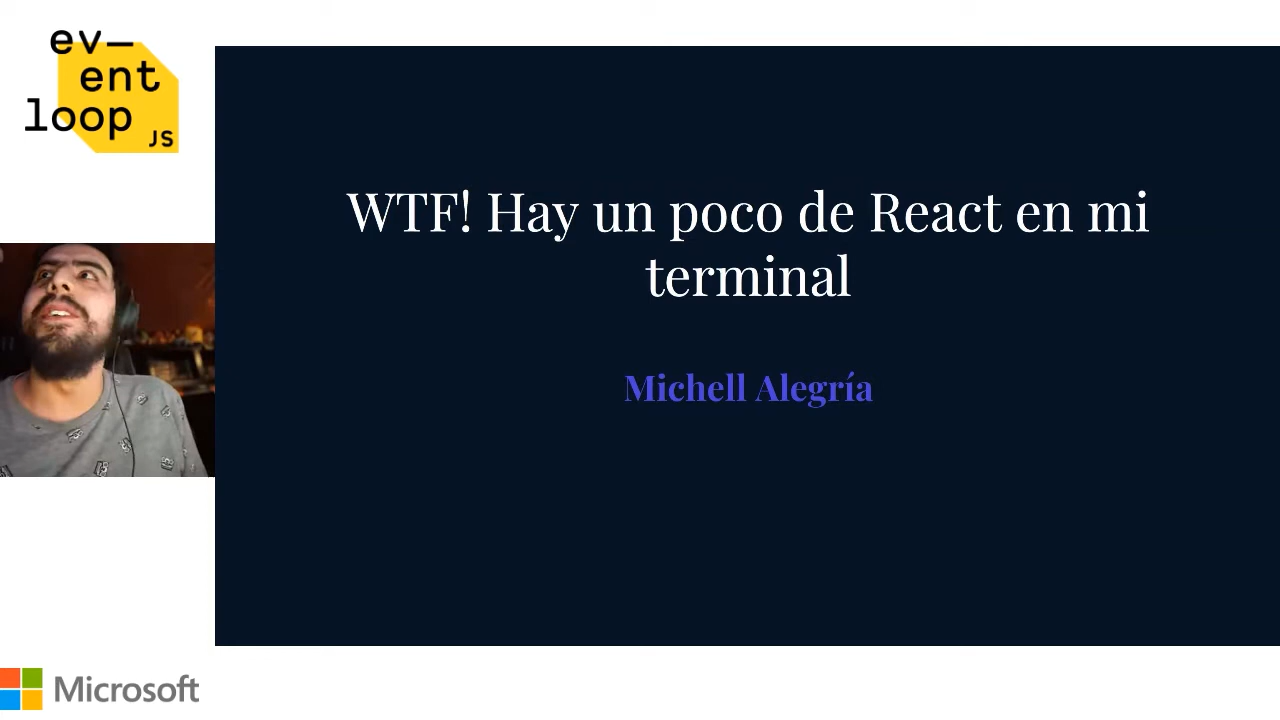 ev—
ent
loop
JS
WTF! Hay un poco de React en mi
terminal
Michell Alegría
Microsoft